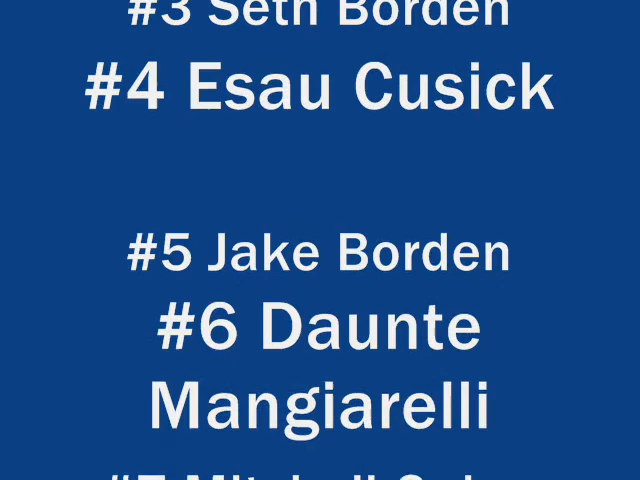 #3 Seth Borden
#4 Esau Cusick
#5 Jake Borden
#6 Daunte
Mangiarelli